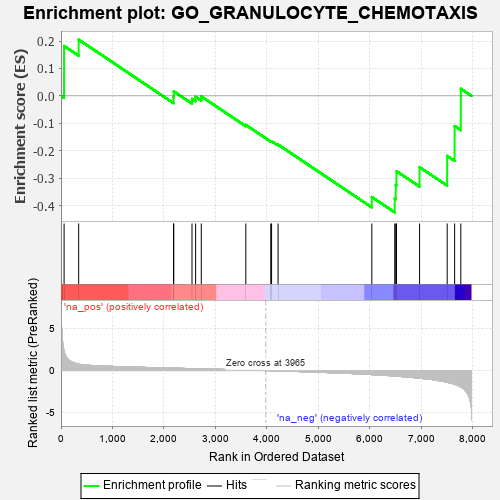 Enrichment plot: GO_GRANULOCYTE_CHEMOTAXIS
Enrichment score (ES)
0.2
0.1
0.0
-0.1
-0.2
-0.3
-0.4
'na_pos' (positively correlated)
Ranked list metric (PreRanked)
5
0
-5
Zero cross at 3965
'na_neg' (negatively correlated)
0 1,000 2,000 3,000 4,000 5,000 6,000 7,000 8,000
Rank in Ordered Dataset
Enrichment profile Hits Ranking metric scores